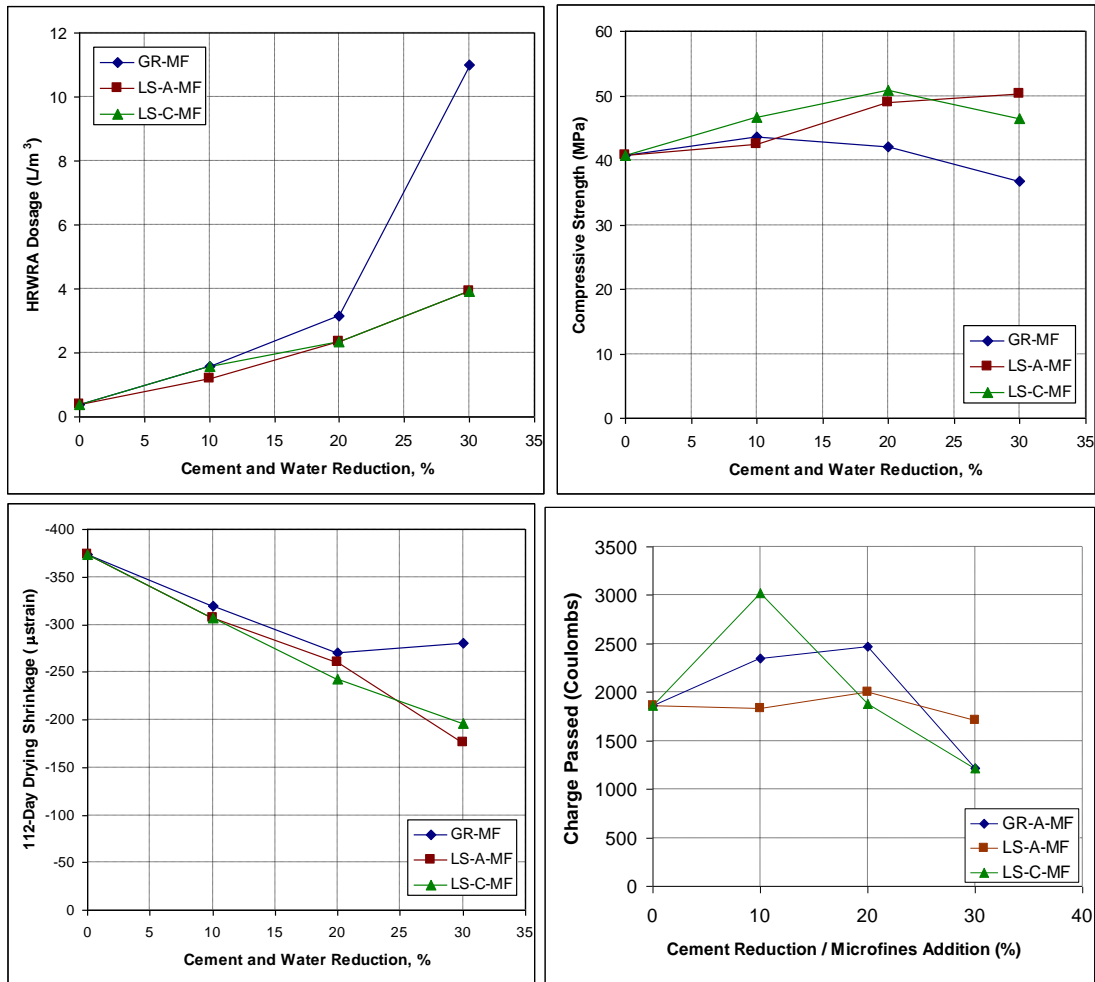 12
10
8
6
4
2
0
HRWRA Dosage (L/m³)
GR-MF
LS-A-MF
LS-C-MF
0 5 10 15 20 25 30 35
Cement and Water Reduction, %
60
50
40
30
20
10
0
Compressive Strength (MPa)
GR-MF
LS-A-MF
LS-C-MF
0 5 10 15 20 25 30 35
Cement and Water Reduction, %
-400
-350
-300
-250
-200
-150
-100
-50
0
112-Day Drying Shrinkage ( μstrain)
GR-MF
LS-A-MF
LS-C-MF
0 5 10 15 20 25 30 35
Cement and Water Reduction, %
3500
3000
2500
2000
1500
1000
500
0
Charge Passed (Coulombs)
GR-A-MF
LS-A-MF
LS-C-MF
0 10 20 30 40
Cement Reduction / Microfines Addition (%)